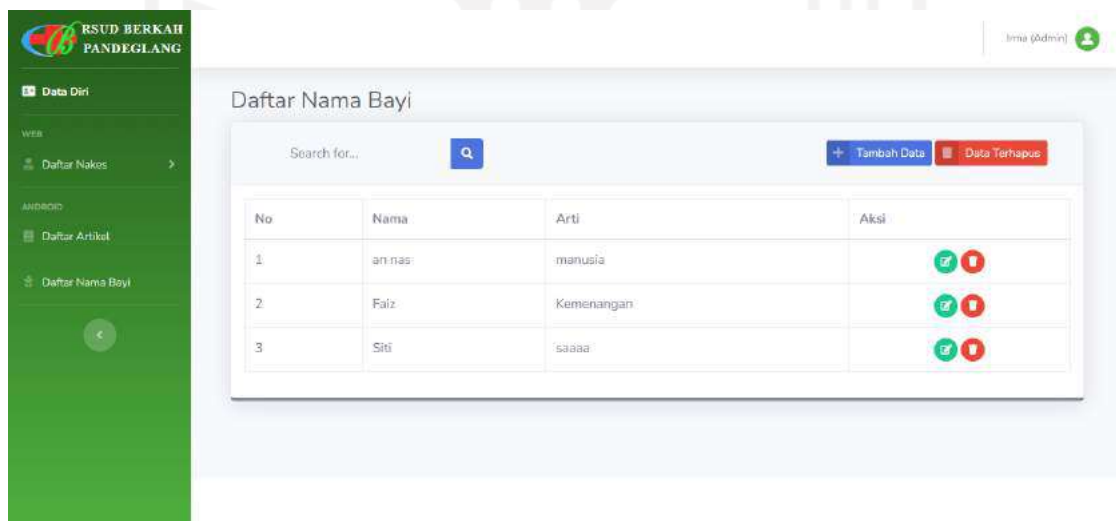 RSUD BERKAH
PANDEGLANG
Irma (Admin)
Data Diri
WEB
Daftar Nakes
ANDROID
Daftar Artikel
Daftar Nama Bayi
Daftar Nama Bayi
Search for...
Tambah Data
Data Terhapus
No Nama Arti Aksi
1 an nas manusia
2 Faiz Kemenangan
3 Siti saaaa